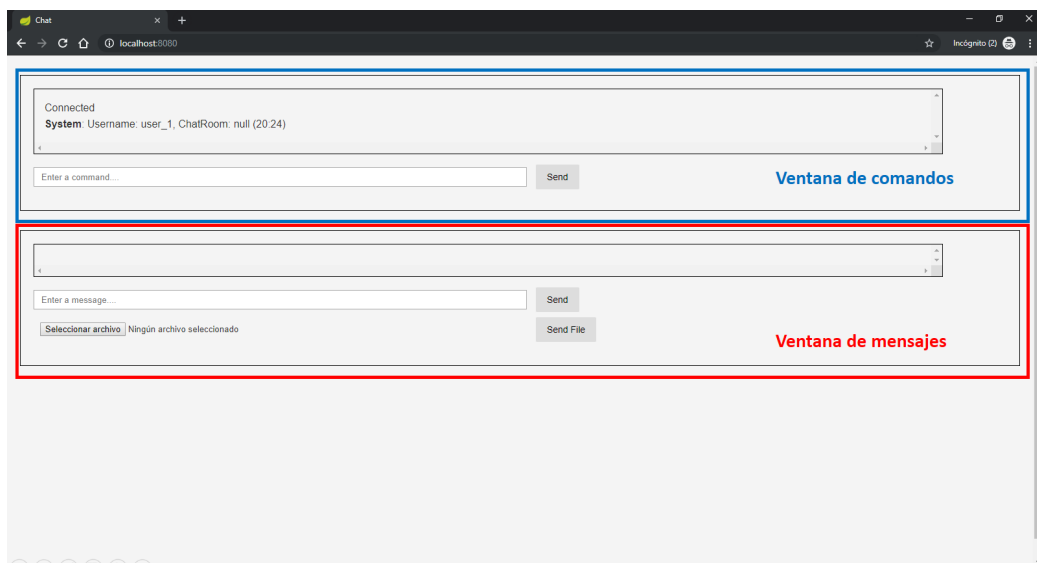 Chat
localhost:8080
Incógnito (2)
Connected
System: Username: user_1, ChatRoom: null (20:24)
Enter a command....
Send
Ventana de comandos
Enter a message....
Send
Seleccionar archivo Ningún archivo seleccionado
Send File
Ventana de mensajes